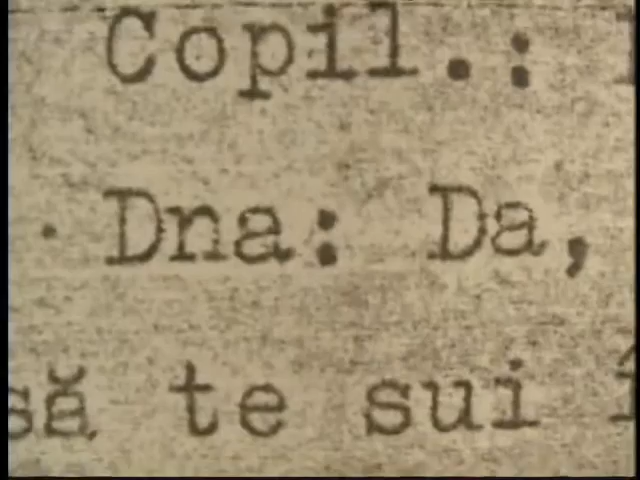 Copil.:
Dna: Da,
să te sui